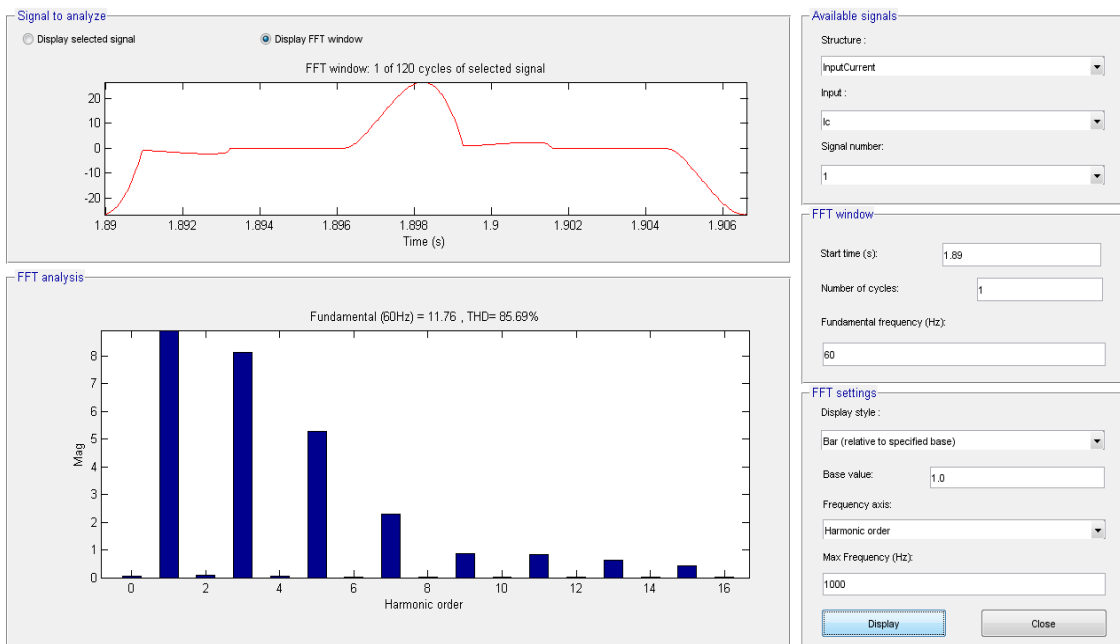 Signal to analyze
Display selected signal
Display FFT window
FFT window: 1 of 120 cycles of selected signal
20
10
0
-10
-20
1.89 1.892 1.894 1.896 1.898 1.9 1.902 1.904 1.906
Time (s)
FFT analysis
Fundamental (60Hz) = 11.76 , THD= 85.69%
8
7
6
5
4
3
2
1
0
Mag
0 2 4 6 8 10 12 14 16
Harmonic order
Available signals
Structure :
InputCurrent
Input :
Ic
Signal number:
1
FFT window
Start time (s): 1.89
Number of cycles: 1
Fundamental frequency (Hz):
60
FFT settings
Display style :
Bar (relative to specified base)
Base value: 1.0
Frequency axis:
Harmonic order
Max Frequency (Hz):
1000
Display Close